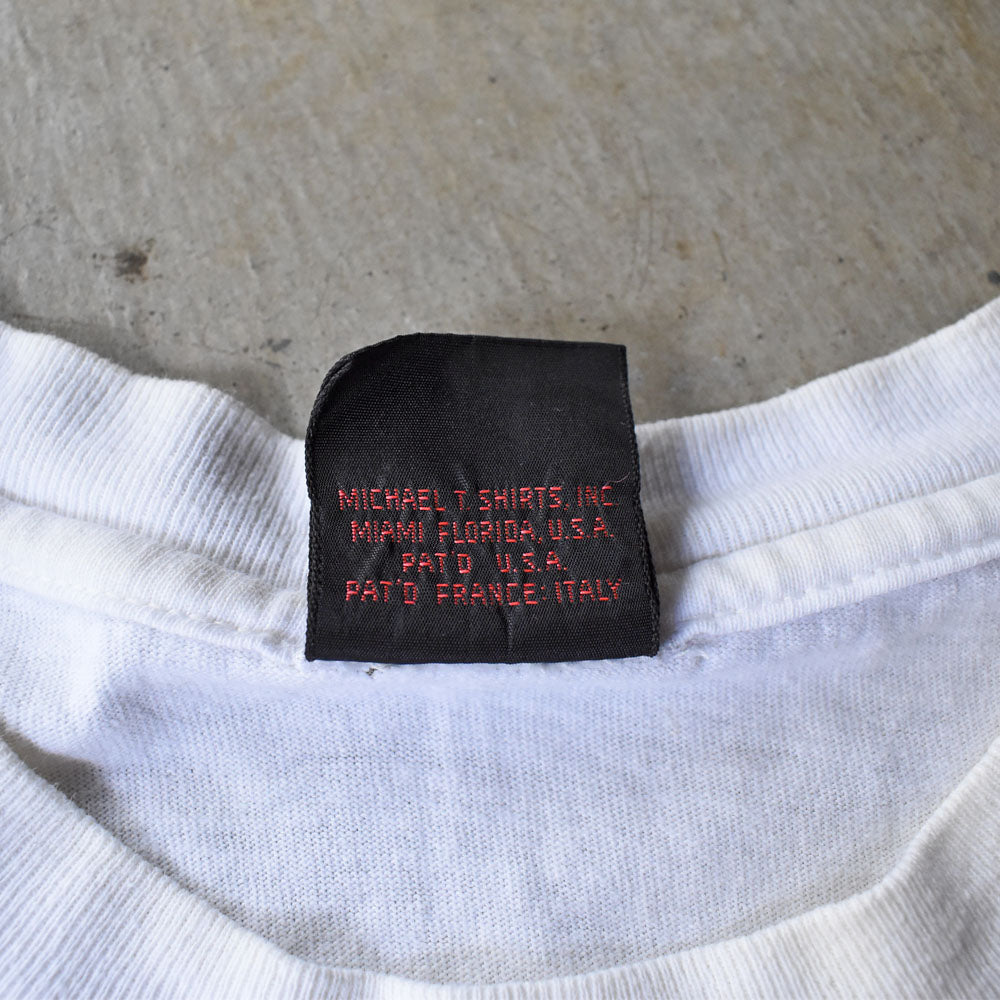 MICHAEL T. SHIRTS, INC
MIAMI FLORIDA, U.S.A.
PAT'D U.S.A.
PAT'D FRANCE: ITALY